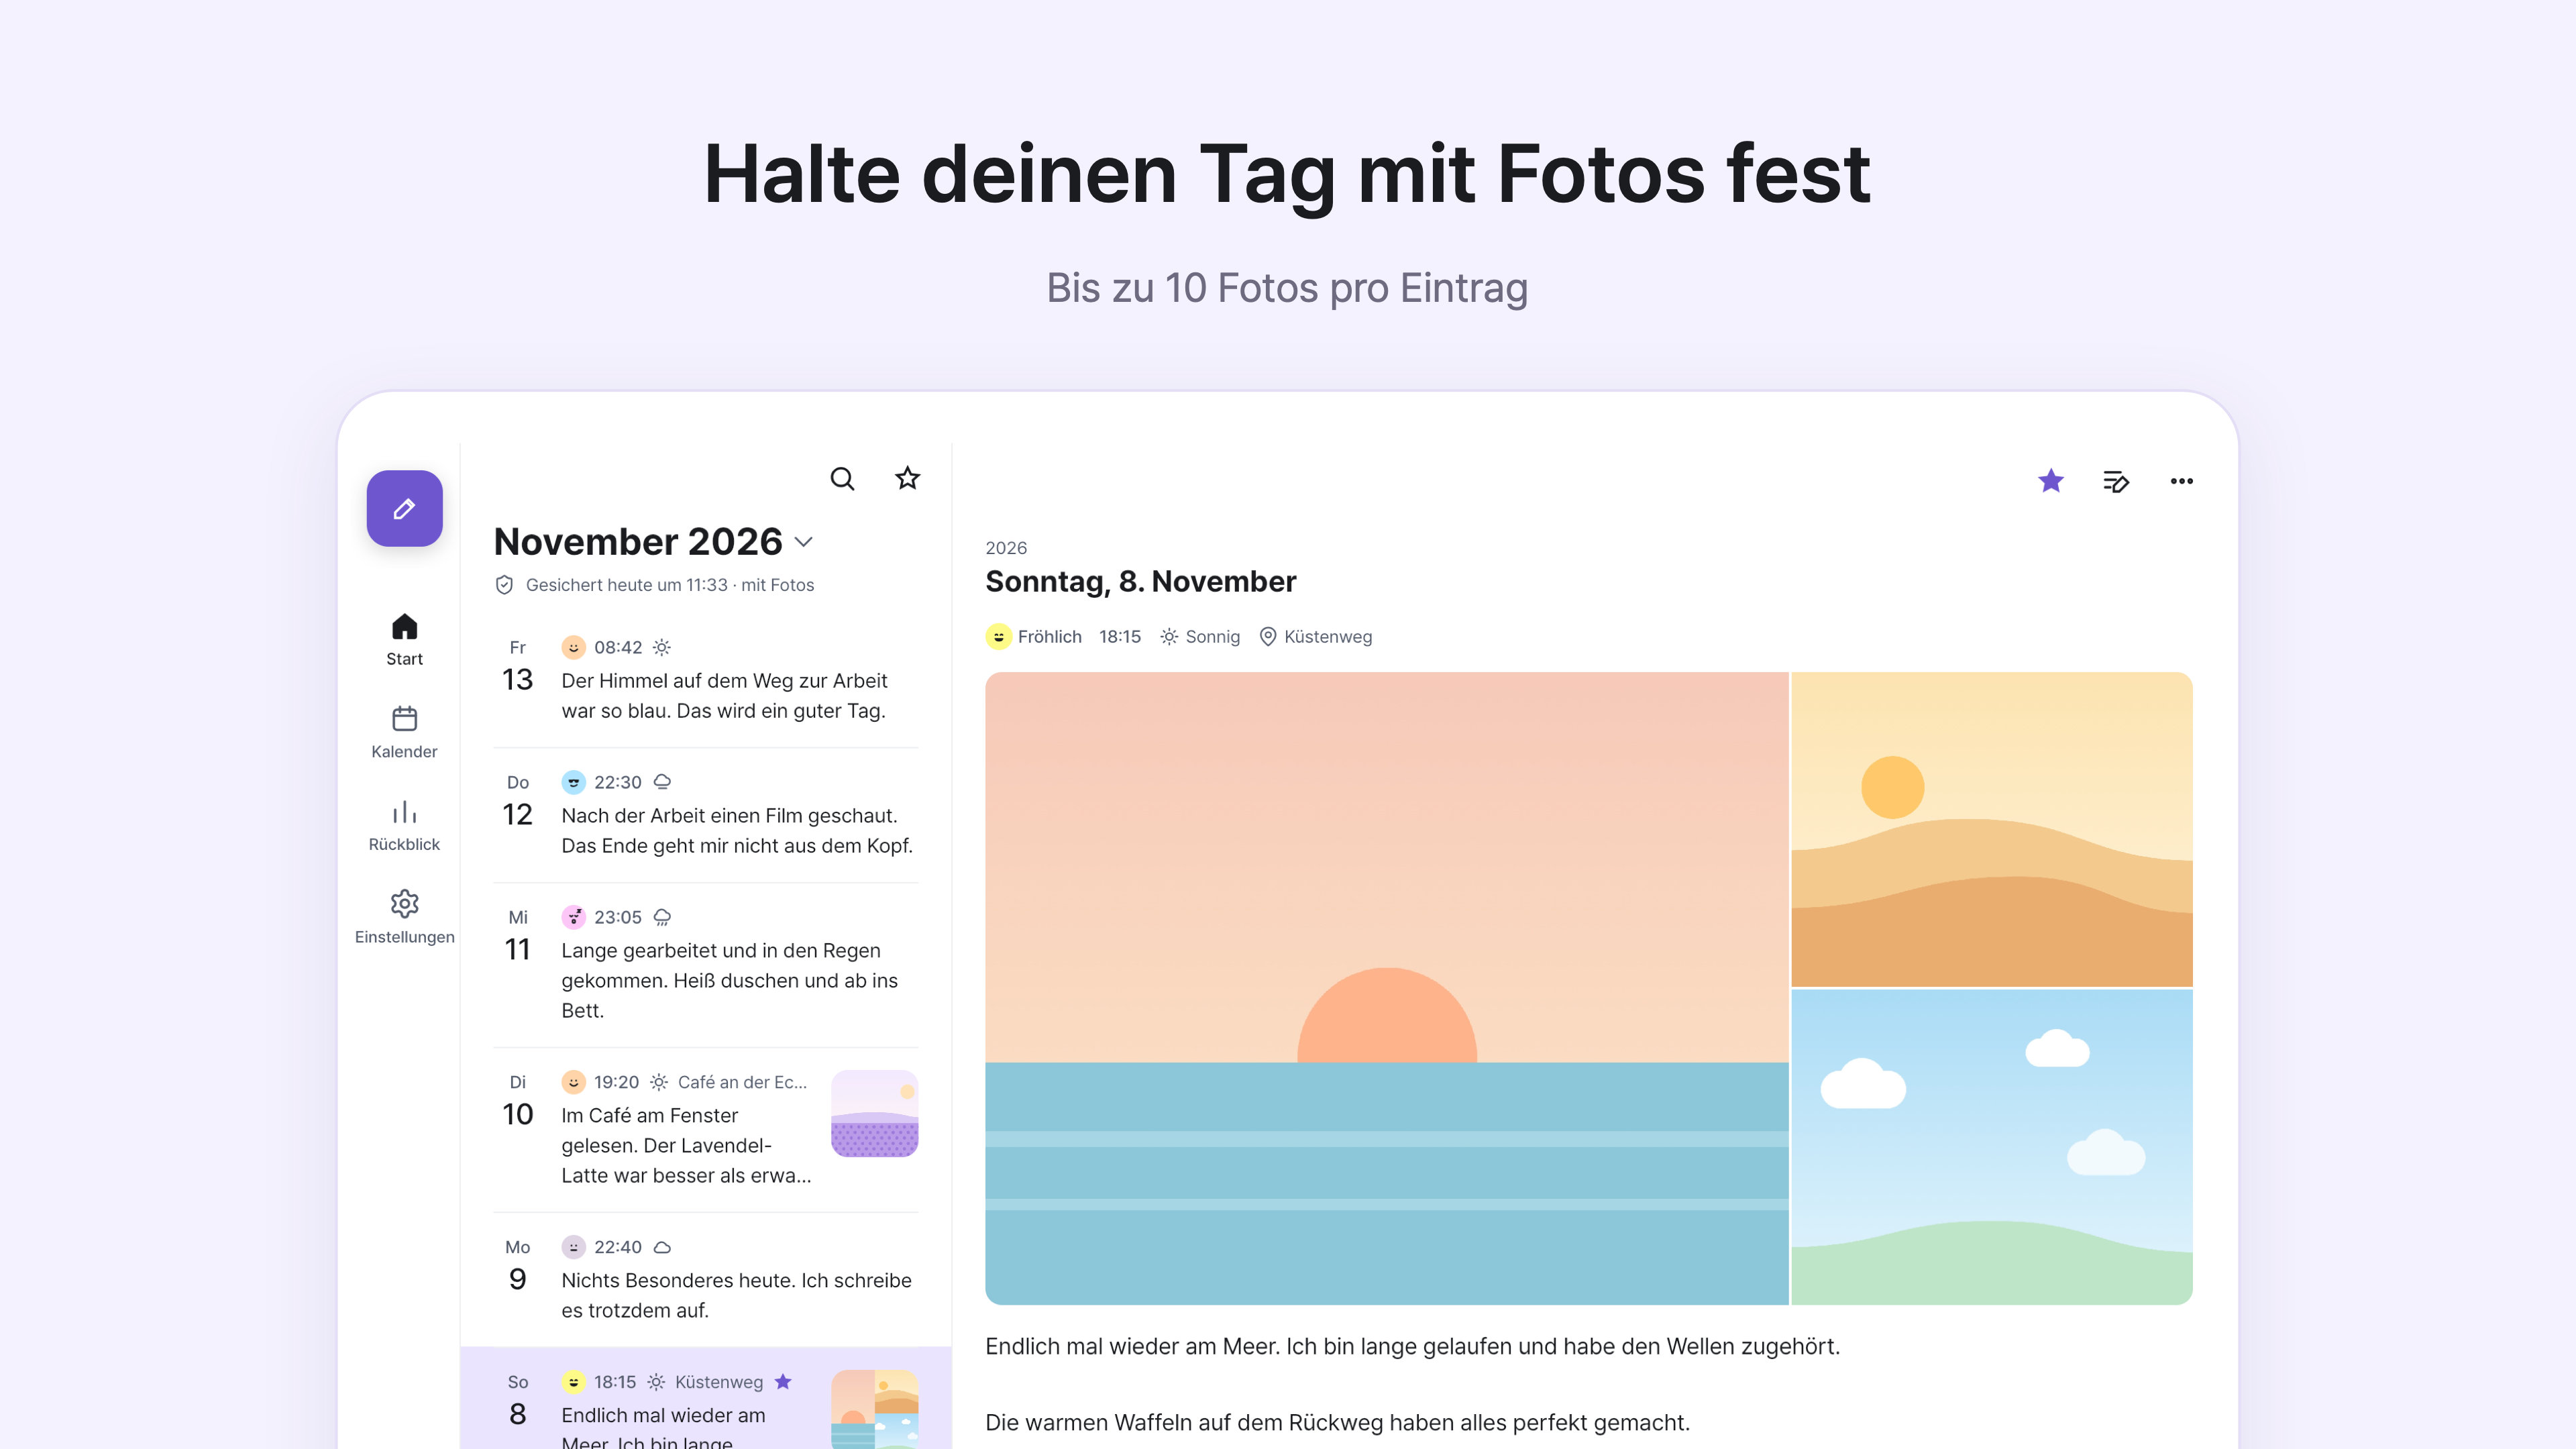 Halte deinen Tag mit Fotos fest
Bis zu 10 Fotos pro Eintrag
Start
Kalender
Rückblick
Einstellungen
November 2026
Gesichert heute um 11:33 · mit Fotos
Fr
13
08:42
Der Himmel auf dem Weg zur Arbeit
war so blau. Das wird ein guter Tag.
Do
12
22:30
Nach der Arbeit einen Film geschaut.
Das Ende geht mir nicht aus dem Kopf.
Mi
11
23:05
Lange gearbeitet und in den Regen
gekommen. Heiß duschen und ab ins
Bett.
Di
10
19:20 Café an der Ec...
Im Café am Fenster
gelesen. Der Lavendel-
Latte war besser als erwa...
Mo
9
22:40
Nichts Besonderes heute. Ich schreibe
es trotzdem auf.
So
8
18:15 Küstenweg
Endlich mal wieder am
Meer. Ich bin lange
2026
Sonntag, 8. November
Fröhlich 18:15 Sonnig Küstenweg
Endlich mal wieder am Meer. Ich bin lange gelaufen und habe den Wellen zugehört.
Die warmen Waffeln auf dem Rückweg haben alles perfekt gemacht.